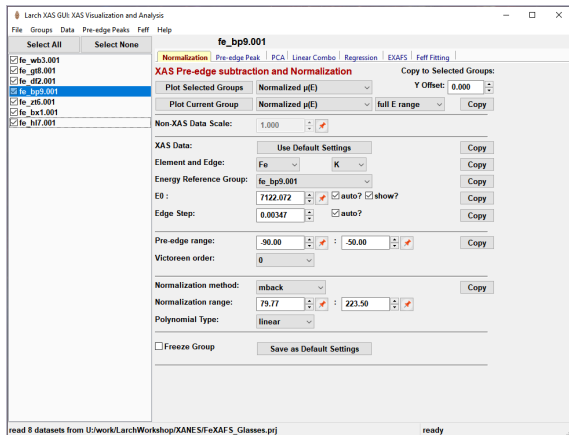 Larch XAS GUI: XAS Visualization and Analysis
File Groups Data Pre-edge Peaks Feff Help
Select All Select None
fe_wb3.001
fe_gt8.001
fe_df2.001
fe_bp9.001
fe_zt6.001
fe_bx1.001
fe_hl7.001
fe_bp9.001
Normalization Pre-edge Peak PCA Linear Combo Regression EXAFS Feff Fitting
XAS Pre-edge subtraction and Normalization Copy to Selected Groups:
Plot Selected Groups Normalized μ(E) Y Offset: 0.000
Plot Current Group Normalized μ(E) full E range Copy
Non-XAS Data Scale: 1.000
XAS Data: Use Default Settings Copy
Element and Edge: Fe K Copy
Energy Reference Group: fe_bp9.001 Copy
E0 : 7122.072 auto? show? Copy
Edge Step: 0.00347 auto? Copy
Pre-edge range: -90.00 : -50.00 Copy
Victoreen order: 0
Normalization method: mback Copy
Normalization range: 79.77 : 223.50
Polynomial Type: linear
Freeze Group Save as Default Settings
read 8 datasets from U:/work/LarchWorkshop/XANES/FeXAFS_Glasses.prj ready